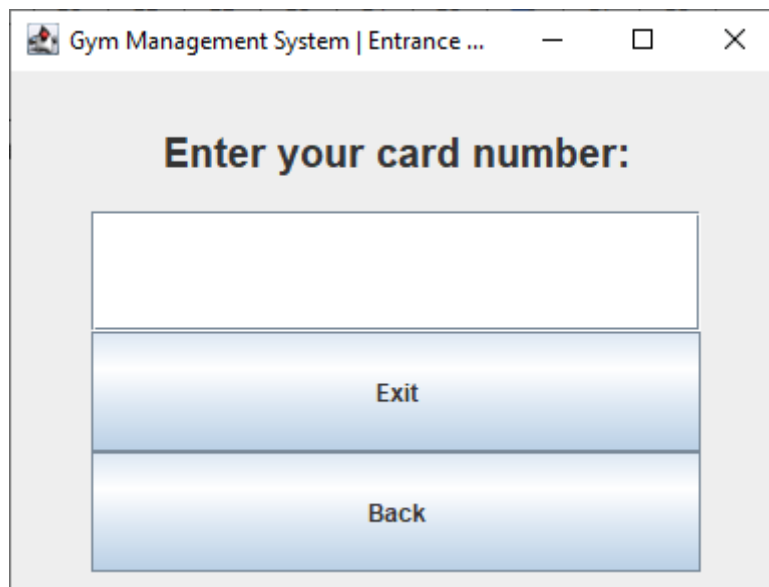 Gym Management System | Entrance ...
Enter your card number:
Exit
Back